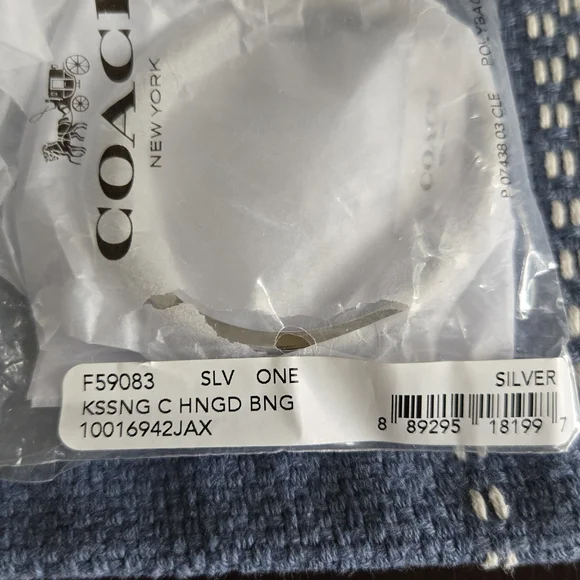 COACH
NEW YORK
POLYBAG
P 07438 03 CLE
COACH
F59083 SLV ONE SILVER
KSSNG C HNGD BNG
10016942JAX
8 89295 18199 7